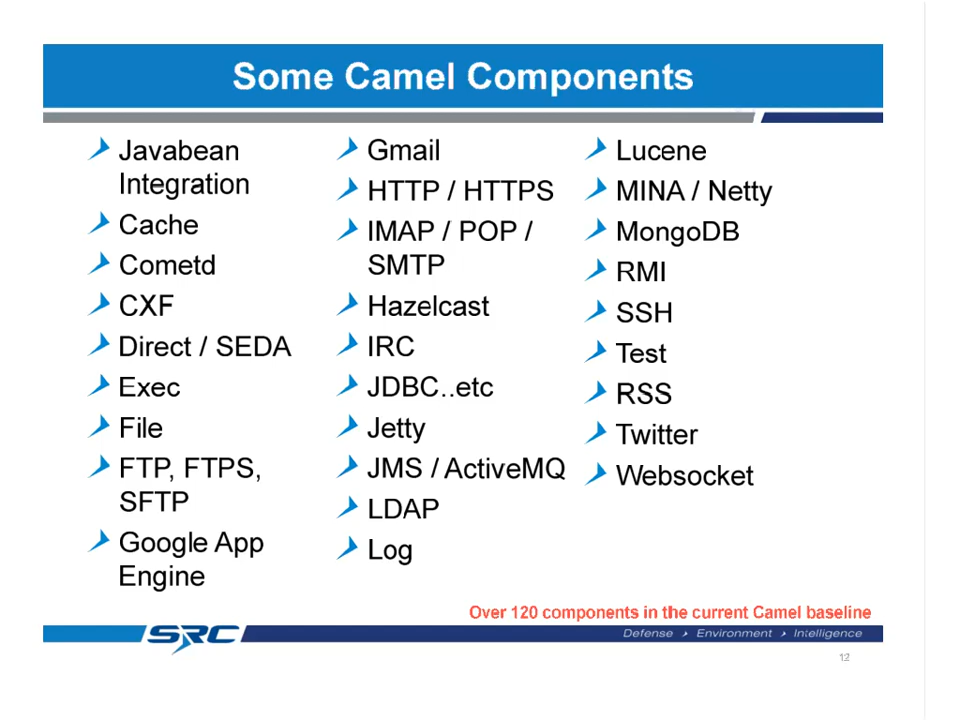 Some Camel Components
Javabean
Integration
Cache
Cometd
CXF
Direct / SEDA
Exec
File
FTP, FTPS,
SFTP
Google App
Engine
Gmail
HTTP / HTTPS
IMAP / POP /
SMTP
Hazelcast
IRC
JDBC..etc
Jetty
JMS / ActiveMQ
LDAP
Log
Lucene
MINA / Netty
MongoDB
RMI
SSH
Test
RSS
Twitter
Websocket
Over 120 components in the current Camel baseline
SRC
Defense Environment Intelligence
12